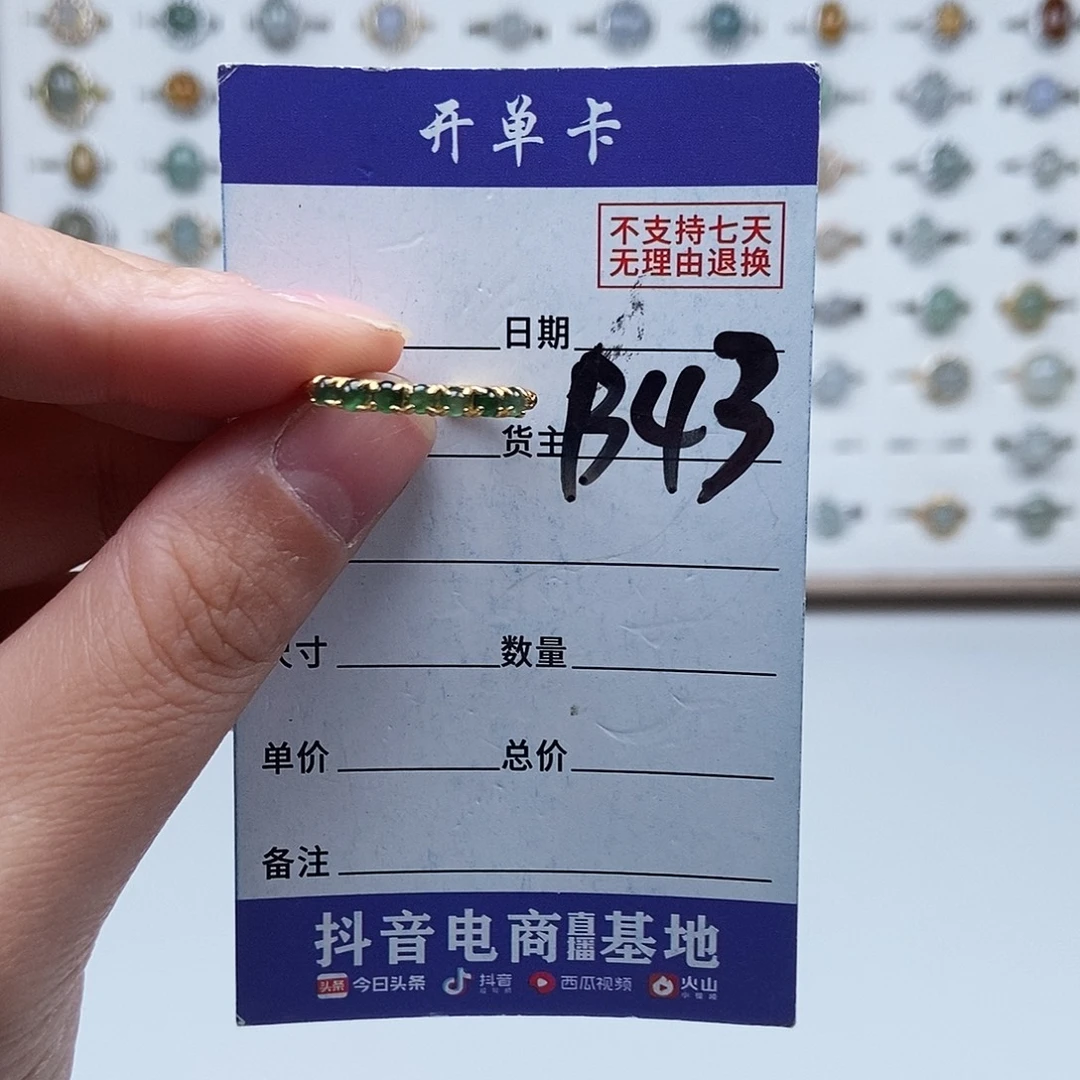 开单卡
不支持七天
无理由退换
日期
货主
B43
寸 数量
单价 总价
备注
抖音电商直播基地
头条 今日头条 抖音 西瓜视频 火山